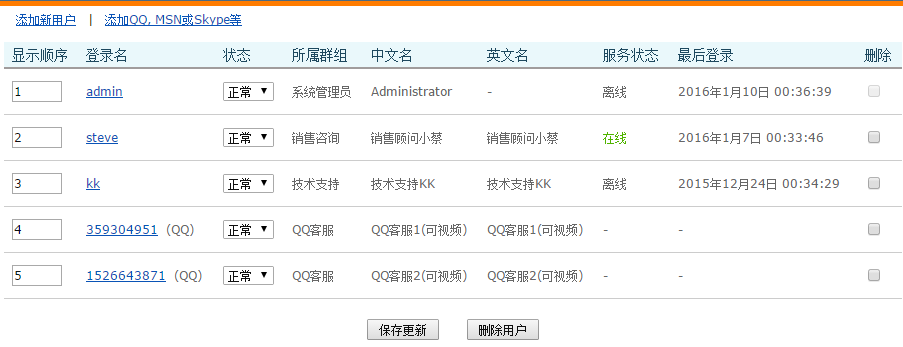 添加新用户 | 添加QQ, MSN或Skype等
显示顺序 登录名 状态 所属群组 中文名 英文名 服务状态 最后登录 删除
1 admin 正常 系统管理员 Administrator - 离线 2016年1月10日 00:36:39
2 steve 正常 销售咨询 销售顾问小蔡 销售顾问小蔡 在线 2016年1月7日 00:33:46
3 kk 正常 技术支持 技术支持KK 技术支持KK 离线 2015年12月24日 00:34:29
4 359304951 (QQ) 正常 QQ客服 QQ客服1(可视频) QQ客服1(可视频) - -
5 1526643871 (QQ) 正常 QQ客服 QQ客服2(可视频) QQ客服2(可视频) - -
保存更新 删除用户